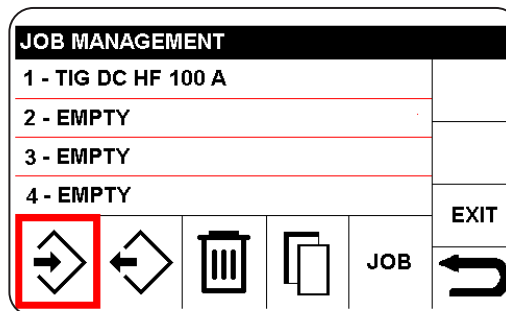 JOB MANAGEMENT
1 - TIG DC HF 100 A
2 - EMPTY
3 - EMPTY
4 - EMPTY
EXIT
JOB